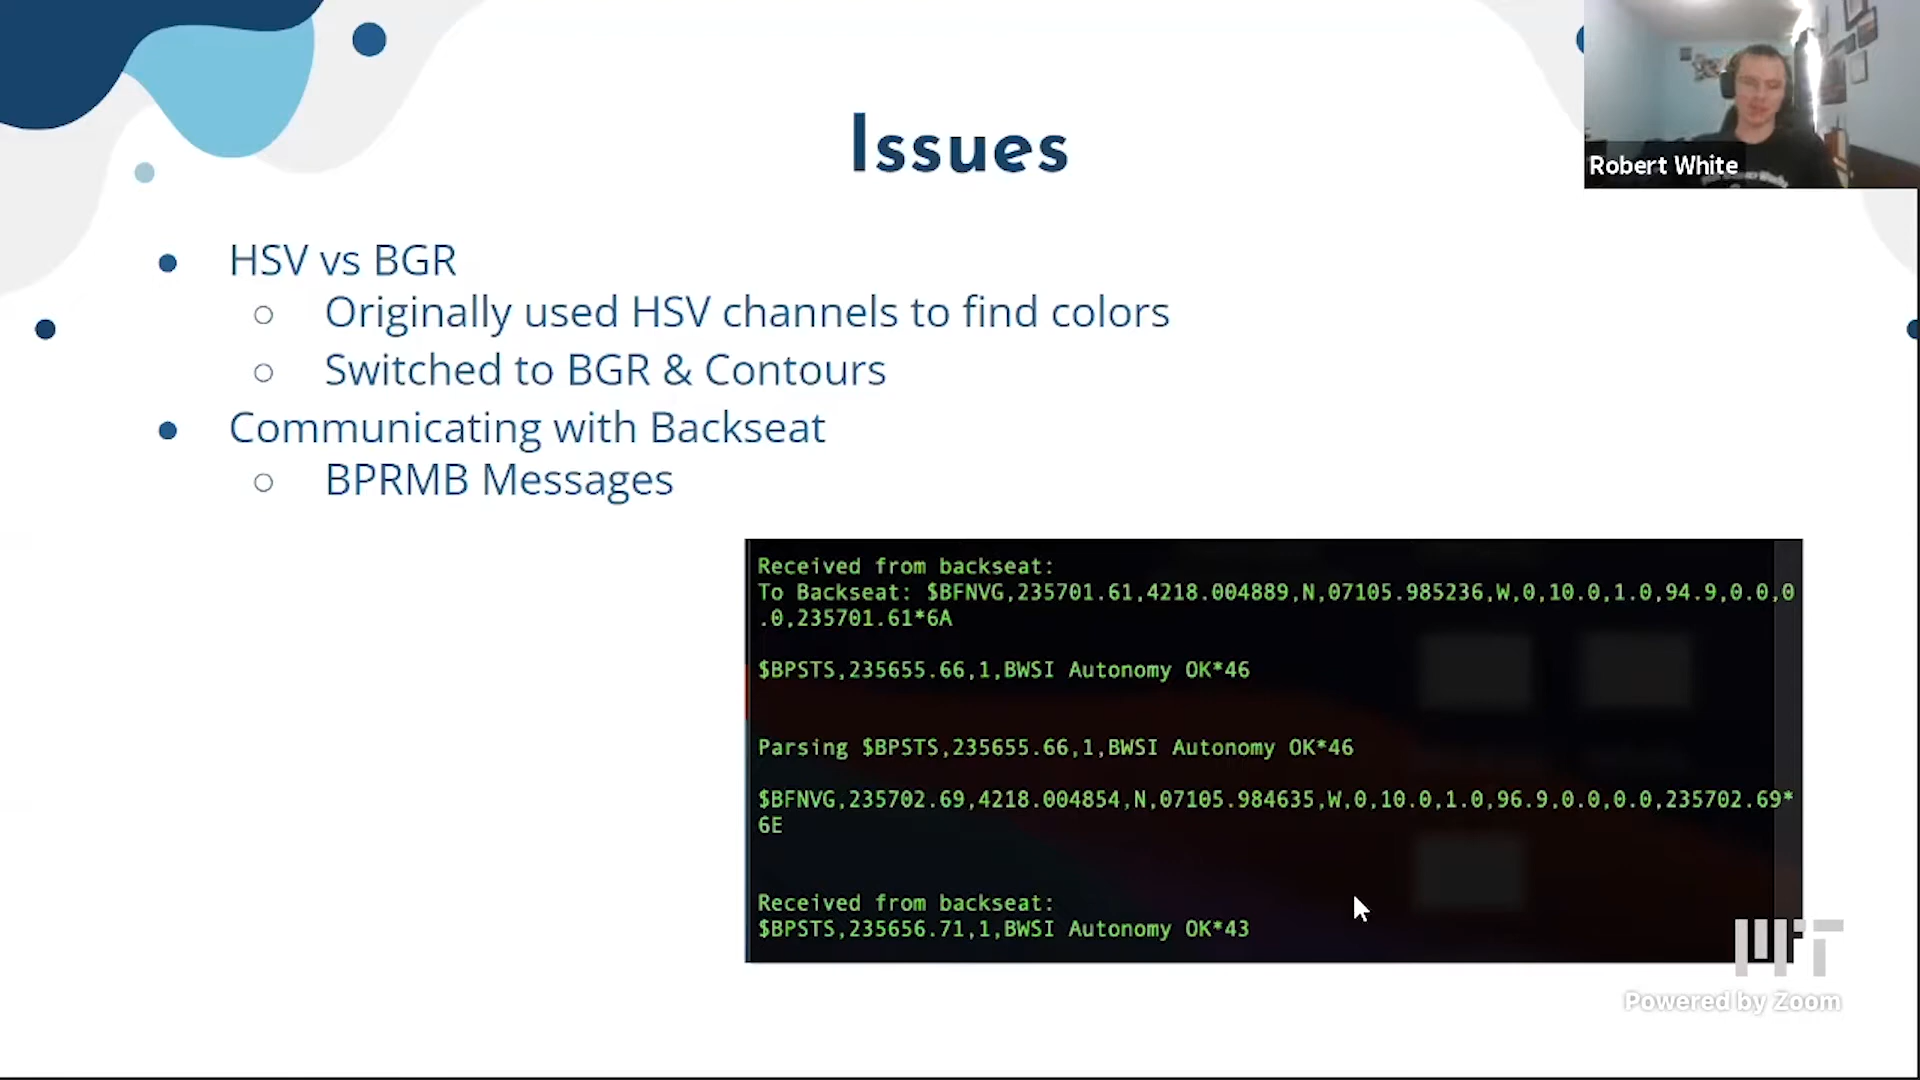 Issues
Robert White
HSV vs BGR
Originally used HSV channels to find colors
Switched to BGR & Contours
Communicating with Backseat
BPRMB Messages
Received from backseat:
To Backseat: $BFNVG,235701.61,4218.004889,N,07105.985236,W,0,10.0,1.0,94.9,0.0,0
.0,235701.61*6A
$BPSTS,235655.66,1,BWSI Autonomy OK*46
Parsing $BPSTS,235655.66,1,BWSI Autonomy OK*46
$BFNVG,235702.69,4218.004854,N,07105.984635,W,0,10.0,1.0,96.9,0.0,0.0,235702.69*
6E
Received from backseat:
$BPSTS,235656.71,1,BWSI Autonomy OK*43
MIT
Powered by Zoom